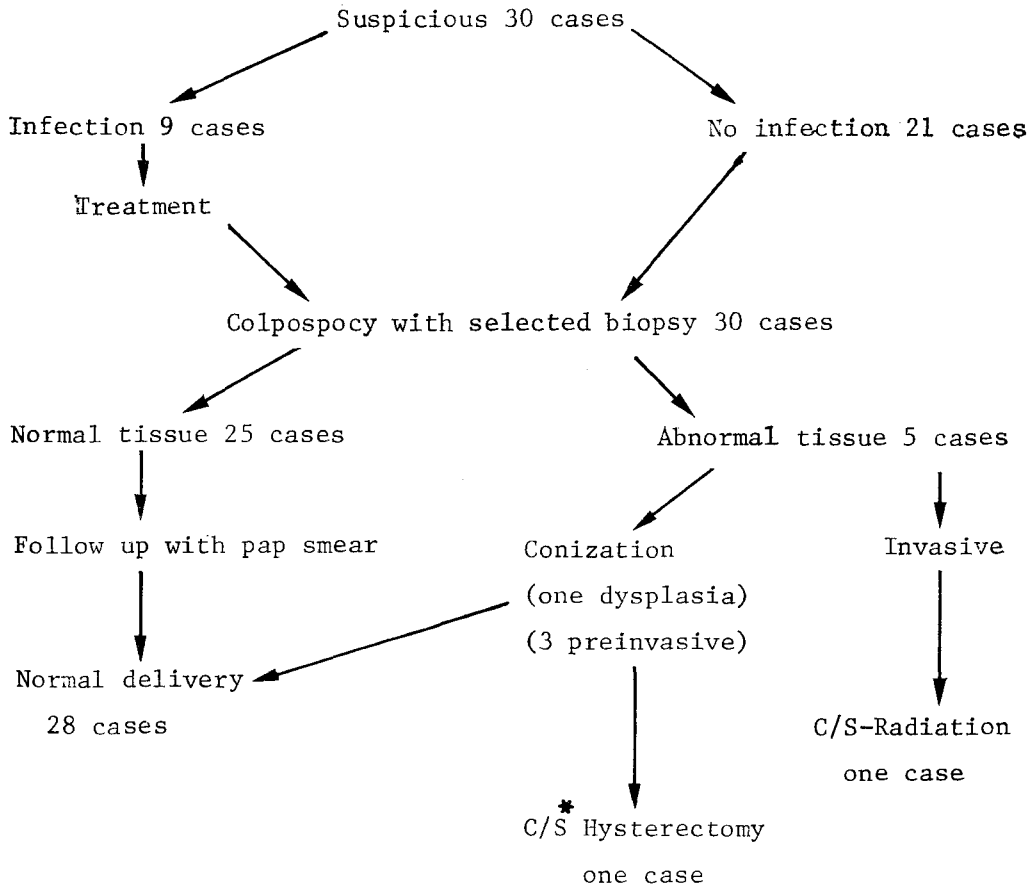 Suspicious 30 cases
Infection 9 cases
No infection 21 cases
Treatment
Colpospocy with selected biopsy 30 cases
Normal tissue 25 cases
Abnormal tissue 5 cases
Follow up with pap smear
Conization
(one dysplasia)
(3 preinvasive)
Invasive
Normal delivery
28 cases
C/S-Radiation
one case
C/S* Hysterectomy
one case